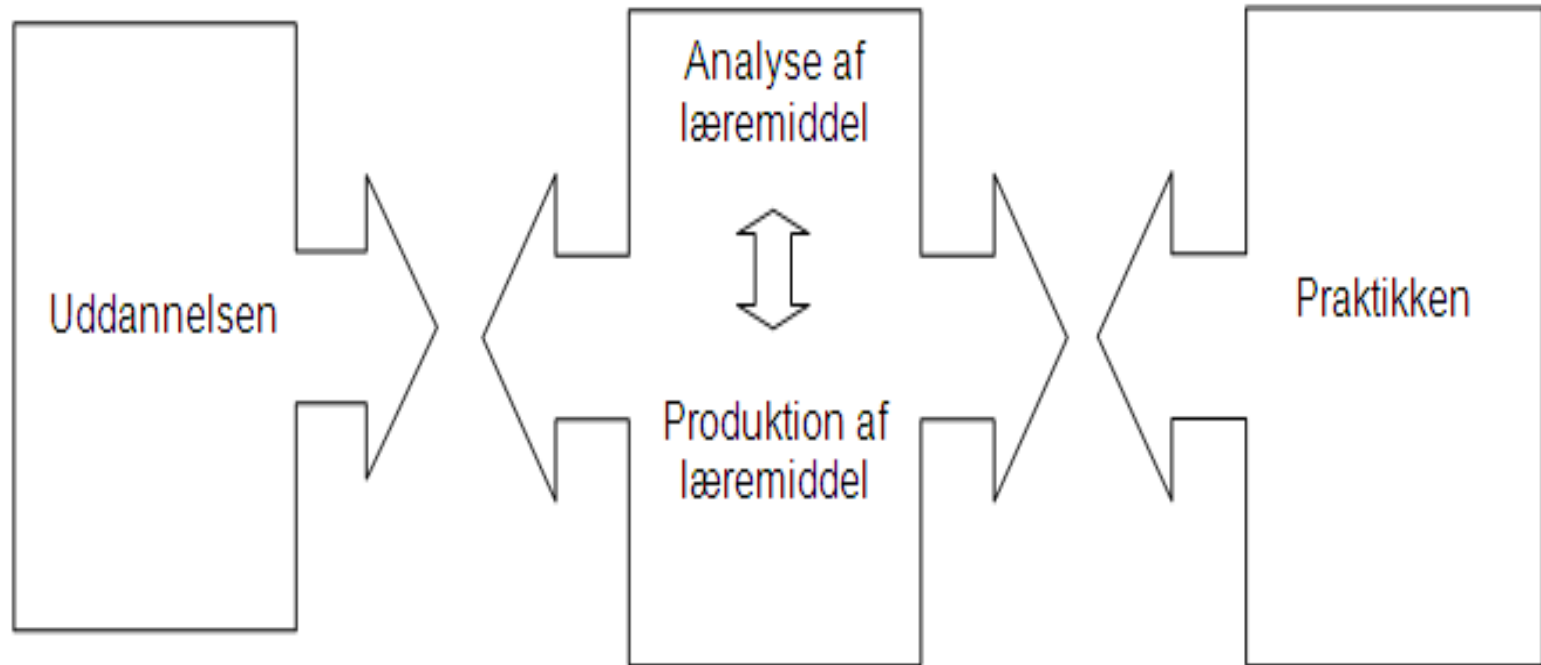 Uddannelsen
Analyse af
læremiddel
Produktion af
læremiddel
Praktikken